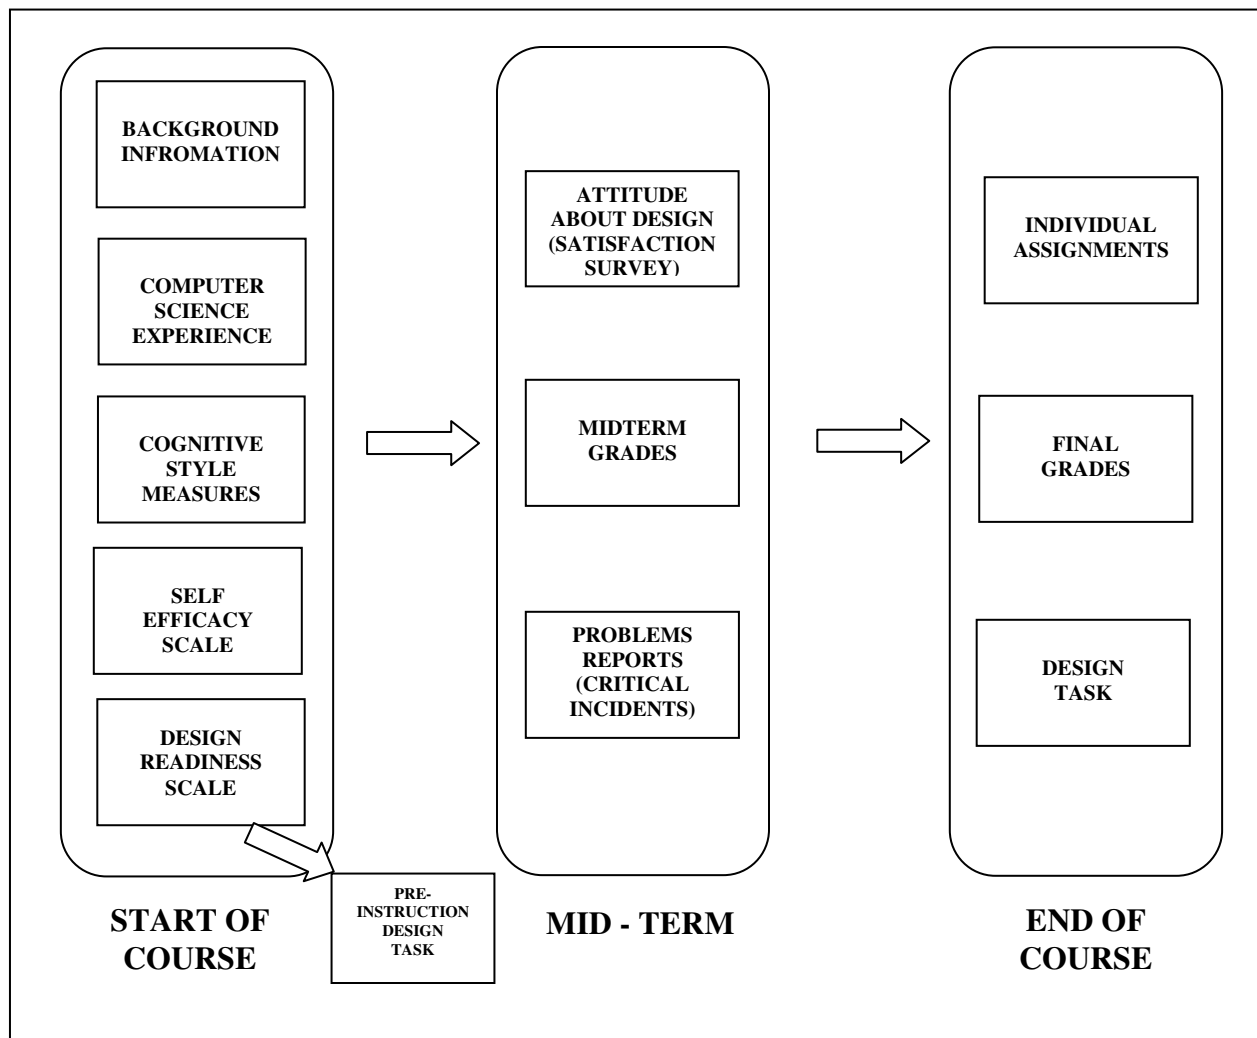 BACKGROUND
INFROMATION
COMPUTER
SCIENCE
EXPERIENCE
COGNITIVE
STYLE
MEASURES
SELF
EFFICACY
SCALE
DESIGN
READINESS
SCALE
PRE-
INSTRUCTION
DESIGN
TASK
START OF
COURSE
ATTITUDE
ABOUT DESIGN
(SATISFACTION
SURVEY)
MIDTERM
GRADES
PROBLEMS
REPORTS
(CRITICAL
INCIDENTS)
MID - TERM
INDIVIDUAL
ASSIGNMENTS
FINAL
GRADES
DESIGN
TASK
END OF
COURSE